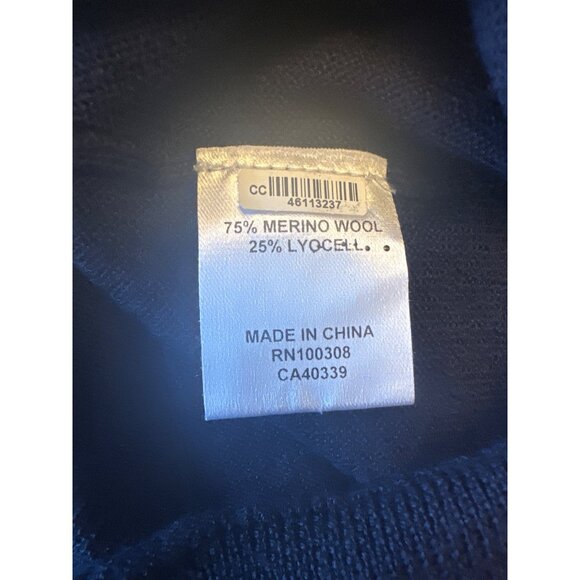 CC
46113237
75% MERINO WOOL
25% LYOCELL
MADE IN CHINA
RN100308
CA40339